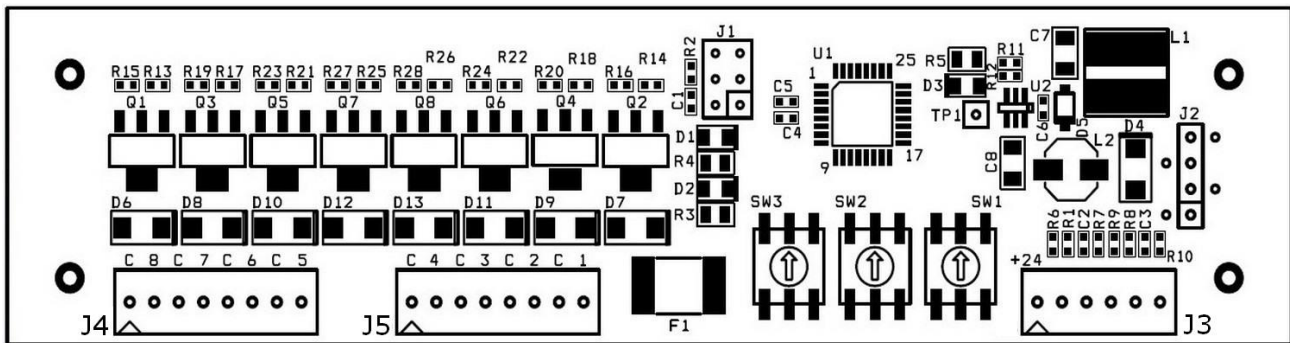 J1
C7
L1
R2
U1
R11
R26 R22 R18 R14
1 25 R5
R15 R13 R19 R17 R23 R21 R27 R25 R28 R24 R20 R16
R12
C5
D3
U2
Q1 Q3 Q5 Q7 Q8 Q6 Q4 Q2
C1
TP1
J2
C4
C6 D5 D4
D1
L2
R4
9 17
C8
D2
D6 D8 D10 D12 D13 D11 D9 D7
SW3 SW2 SW1
R3
R6 R1 C2 R7 R9 R8 C3
C 8 C 7 C 6 C 5 C 4 C 3 C 2 C 1
+24 R10
J4 J5 F1 J3